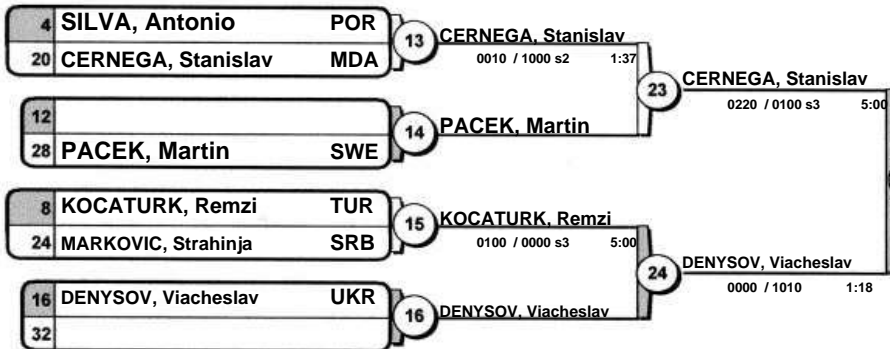 4 SILVA, Antonio POR
20 CERNEGA, Stanislav MDA
13
CERNEGA, Stanislav
0010 / 1000 s2 1:37
12
28 PACEK, Martin SWE
14
PACEK, Martin
23
CERNEGA, Stanislav
0220 / 0100 s3 5:00
8 KOCATURK, Remzi TUR
24 MARKOVIC, Strahinja SRB
15
KOCATURK, Remzi
0100 / 0000 s3 5:00
16 DENYSOV, Viacheslav UKR
32
16
DENYSOV, Viacheslav
24
DENYSOV, Viacheslav
0000 / 1010 1:18